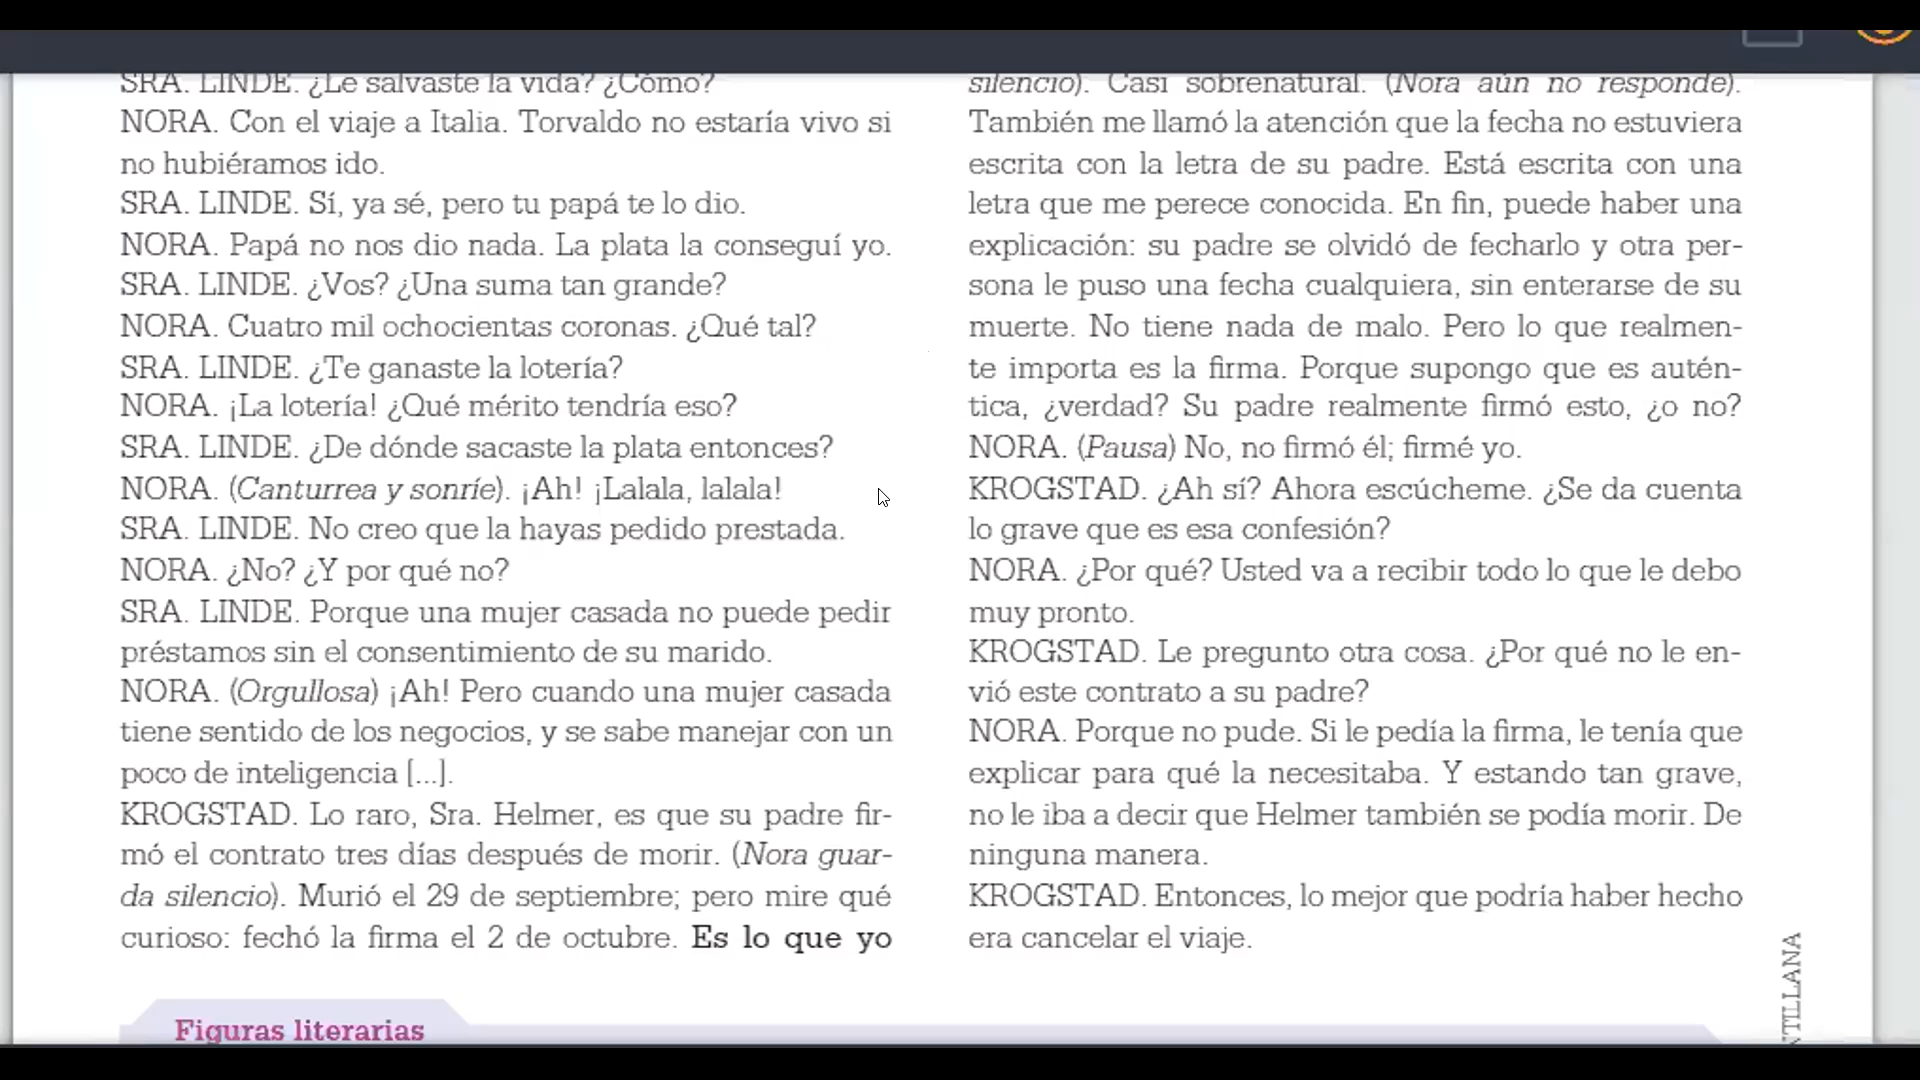 SRA. LINDE. ¿Le salvaste la vida? ¿Cómo?
NORA. Con el viaje a Italia. Torvaldo no estaría vivo si
no hubiéramos ido.
SRA. LINDE. Sí, ya sé, pero tu papá te lo dio.
NORA. Papá no nos dio nada. La plata la conseguí yo.
SRA. LINDE. ¿Vos? ¿Una suma tan grande?
NORA. Cuatro mil ochocientas coronas. ¿Qué tal?
SRA. LINDE. ¿Te ganaste la lotería?
NORA. ¡La lotería! ¿Qué mérito tendría eso?
SRA. LINDE. ¿De dónde sacaste la plata entonces?
NORA. (Canturrea y sonríe). ¡Ah! ¡Lalala, lalala!
SRA. LINDE. No creo que la hayas pedido prestada.
NORA. ¿No? ¿Y por qué no?
SRA. LINDE. Porque una mujer casada no puede pedir
préstamos sin el consentimiento de su marido.
NORA. (Orgullosa) ¡Ah! Pero cuando una mujer casada
tiene sentido de los negocios, y se sabe manejar con un
poco de inteligencia [...].
KROGSTAD. Lo raro, Sra. Helmer, es que su padre fir-
mó el contrato tres días después de morir. (Nora guar-
da silencio). Murió el 29 de septiembre; pero mire qué
curioso: fechó la firma el 2 de octubre. Es lo que yo
silencio). Casi sobrenatural. (Nora aún no responde).
También me llamó la atención que la fecha no estuviera
escrita con la letra de su padre. Está escrita con una
letra que me perece conocida. En fin, puede haber una
explicación: su padre se olvidó de fecharlo y otra per-
sona le puso una fecha cualquiera, sin enterarse de su
muerte. No tiene nada de malo. Pero lo que realmen-
te importa es la firma. Porque supongo que es autén-
tica, ¿verdad? Su padre realmente firmó esto, ¿o no?
NORA. (Pausa) No, no firmó él; firmé yo.
KROGSTAD. ¿Ah sí? Ahora escúcheme. ¿Se da cuenta
lo grave que es esa confesión?
NORA. ¿Por qué? Usted va a recibir todo lo que le debo
muy pronto.
KROGSTAD. Le pregunto otra cosa. ¿Por qué no le en-
vió este contrato a su padre?
NORA. Porque no pude. Si le pedía la firma, le tenía que
explicar para qué la necesitaba. Y estando tan grave,
no le iba a decir que Helmer también se podía morir. De
ninguna manera.
KROGSTAD. Entonces, lo mejor que podría haber hecho
era cancelar el viaje.
NTILLANA
Figuras literarias